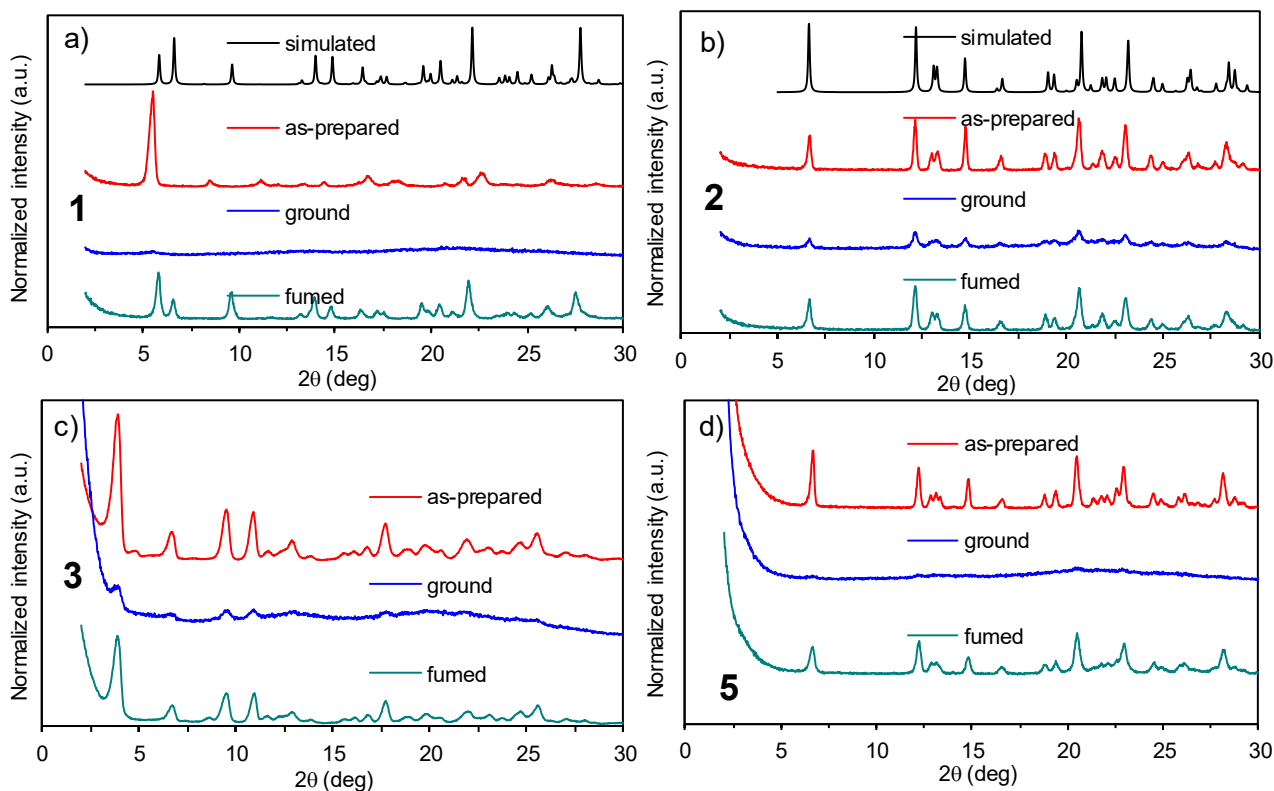 a)
simulated
as-prepared
1
ground
fumed
Normalized intensity (a.u.)
0 5 10 15 20 25 30
2θ (deg)
b)
simulated
as-prepared
2
ground
fumed
Normalized intensity (a.u.)
0 5 10 15 20 25 30
2θ (deg)
c)
as-prepared
3
ground
fumed
Normalized intensity (a.u.)
0 5 10 15 20 25 30
2θ (deg)
d)
as-prepared
ground
fumed
5
Normalized intensity (a.u.)
0 5 10 15 20 25 30
2θ (deg)